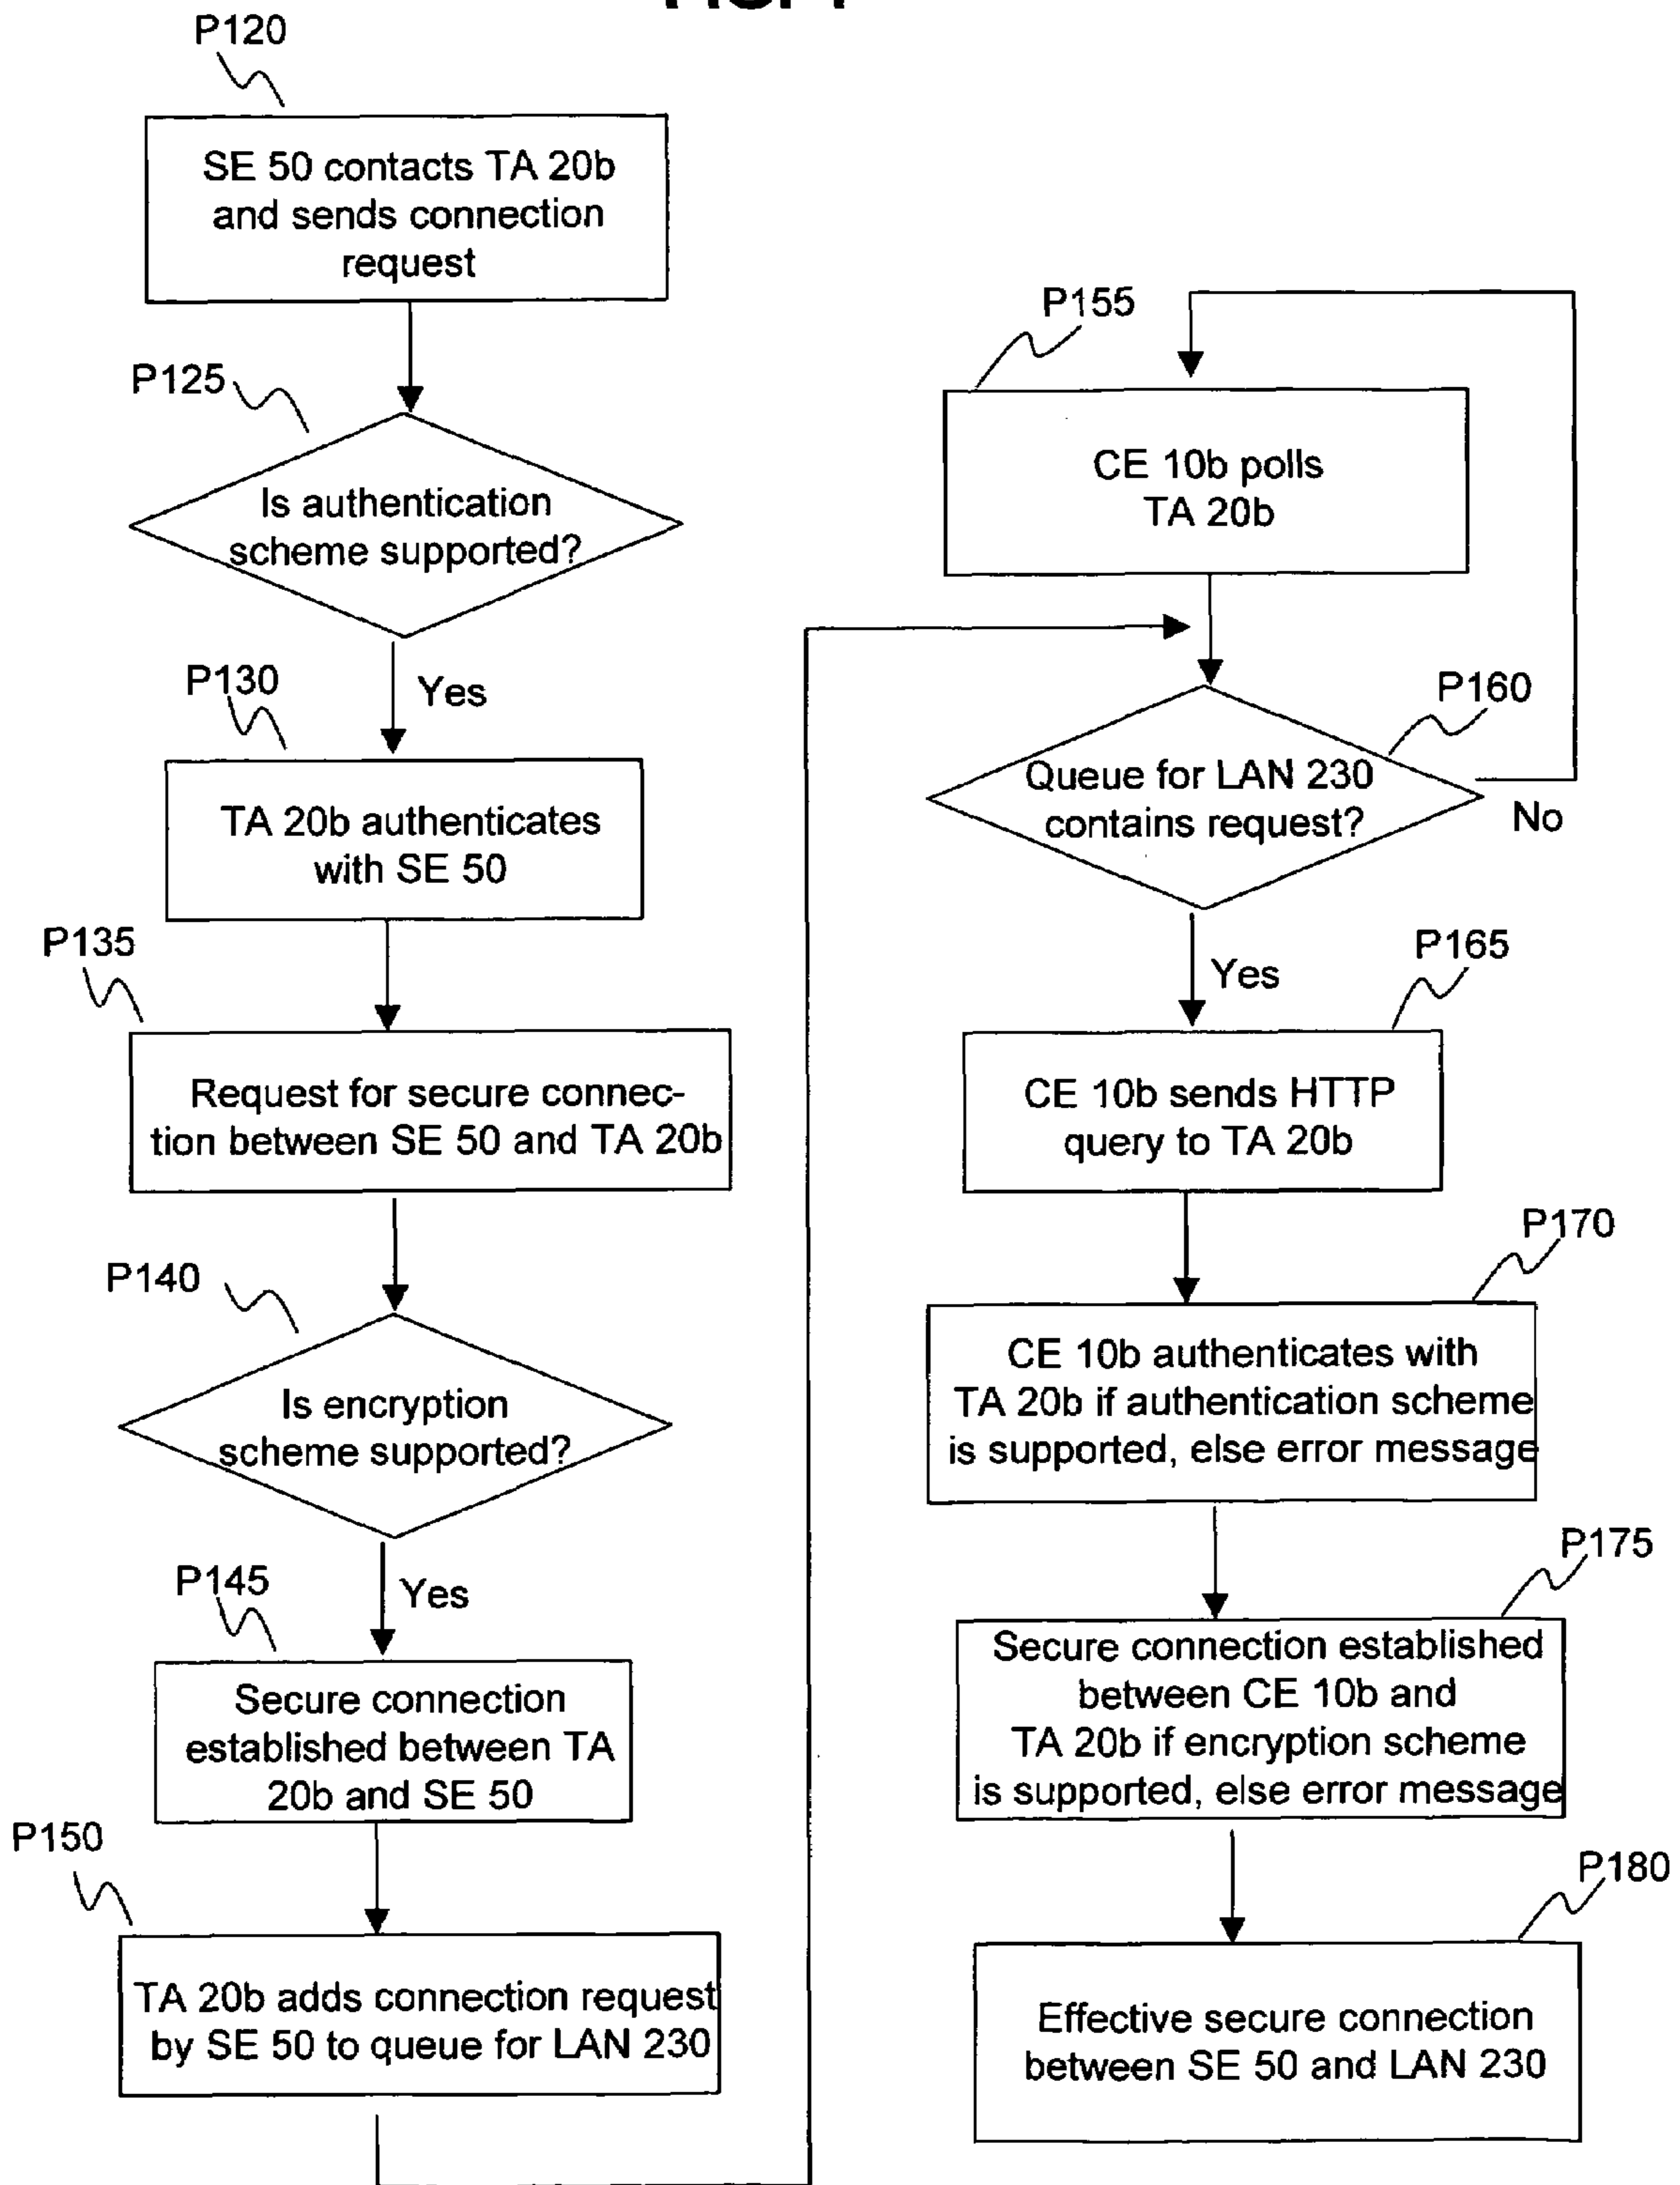 P120
SE 50 contacts TA 20b
and sends connection
request
P125
Is authentication
scheme supported?
Yes
P130
TA 20b authenticates
with SE 50
P135
Request for secure connec-
tion between SE 50 and TA 20b
P140
Is encryption
scheme supported?
Yes
P145
Secure connection
established between TA
20b and SE 50
P150
TA 20b adds connection request
by SE 50 to queue for LAN 230
P155
CE 10b polls
TA 20b
P160
Queue for LAN 230
contains request?
No
Yes
P165
CE 10b sends HTTP
query to TA 20b
P170
CE 10b authenticates with
TA 20b if authentication scheme
is supported, else error message
P175
Secure connection established
between CE 10b and
TA 20b if encryption scheme
is supported, else error message
P180
Effective secure connection
between SE 50 and LAN 230